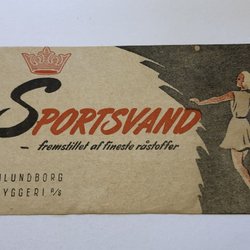 SPORTSVAND
- fremstillet af fineste råstoffer
LUNDBORG
YGGERI A/S